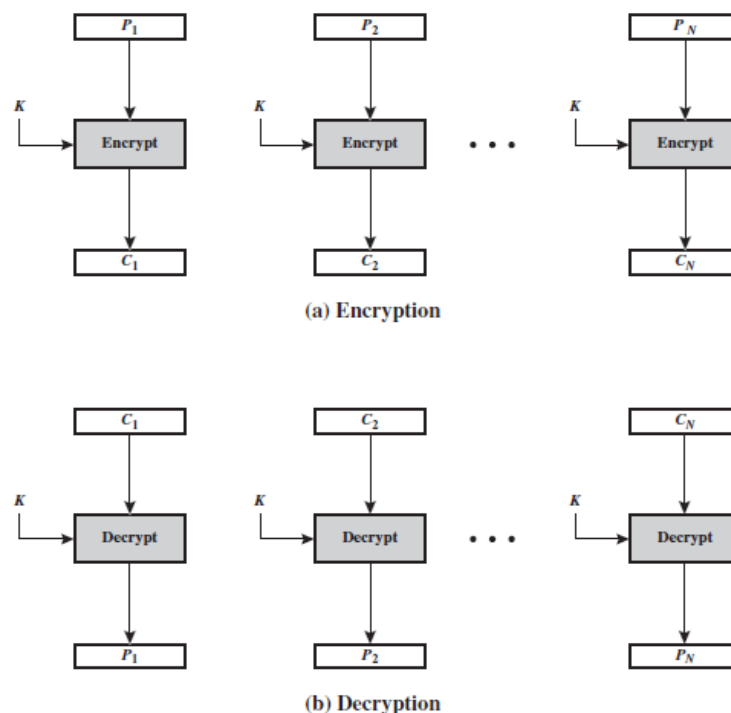 P1 P2 PN
K K K
Encrypt Encrypt • • • Encrypt
C1 C2 CN
(a) Encryption
C1 C2 CN
K K K
Decrypt Decrypt • • • Decrypt
P1 P2 PN
(b) Decryption